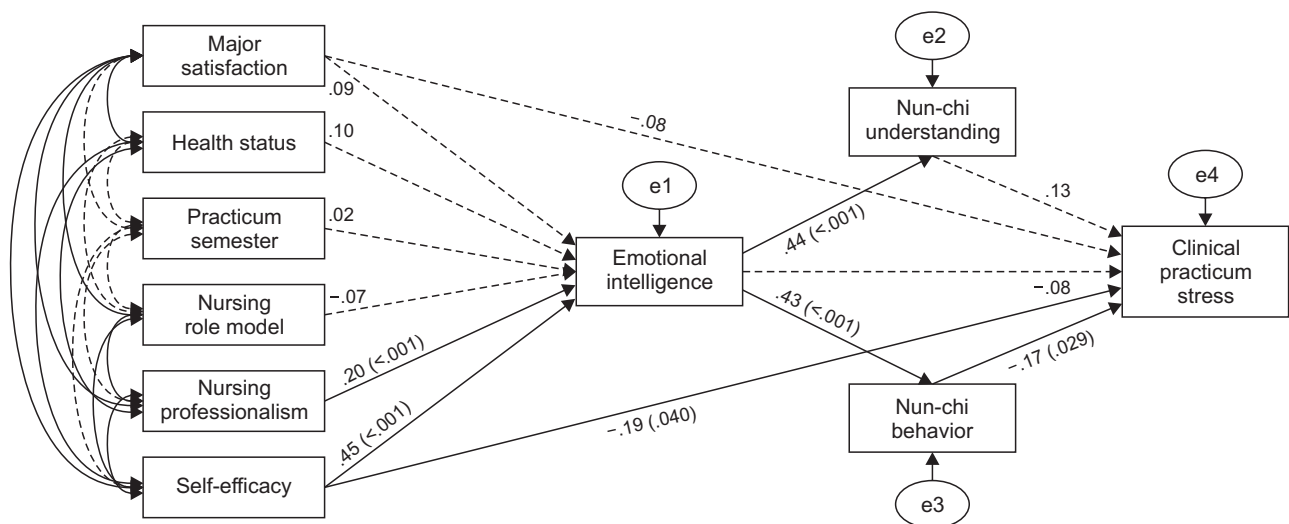 Major
satisfaction
.09
Health status
.10
Practicum
semester
.02
Nursing
role model
−.07
Nursing
professionalism
.20 (<.001)
Self-efficacy
.45 (<.001)
e1
Emotional
intelligence
−.08
e2
Nun-chi
understanding
.44 (<.001)
.13
−.08
.43 (<.001)
−.19 (.040)
−.17 (.029)
Nun-chi
behavior
e3
e4
Clinical
practicum
stress